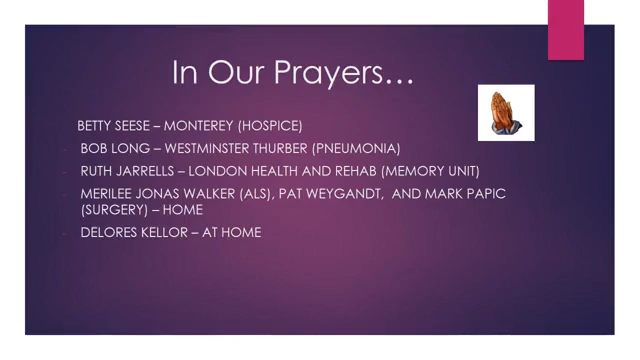 In Our Prayers...
BETTY SEESE – MONTEREY (HOSPICE)
- BOB LONG – WESTMINSTER THURBER (PNEUMONIA)
- RUTH JARRELLS – LONDON HEALTH AND REHAB (MEMORY UNIT)
- MERILEE JONAS WALKER (ALS), PAT WEYGANDT, AND MARK PAPIC
(SURGERY) – HOME
- DELORES KELLOR – AT HOME